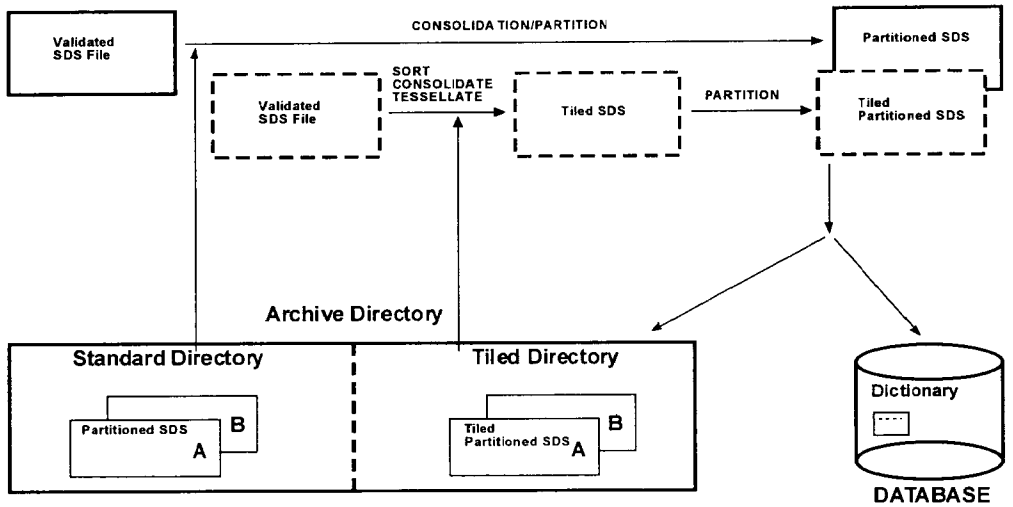 CONSOLIDATION/PARTITION
Validated
SDS File
Partitioned SDS
SORT
CONSOLIDATE
TESSELLATE
Validated
SDS File
Tiled SDS
PARTITION
Tiled
Partitioned SDS
Archive Directory
Standard Directory
Tiled Directory
Partitioned SDS
A
B
Tiled
Partitioned SDS
A
B
Dictionary
DATABASE